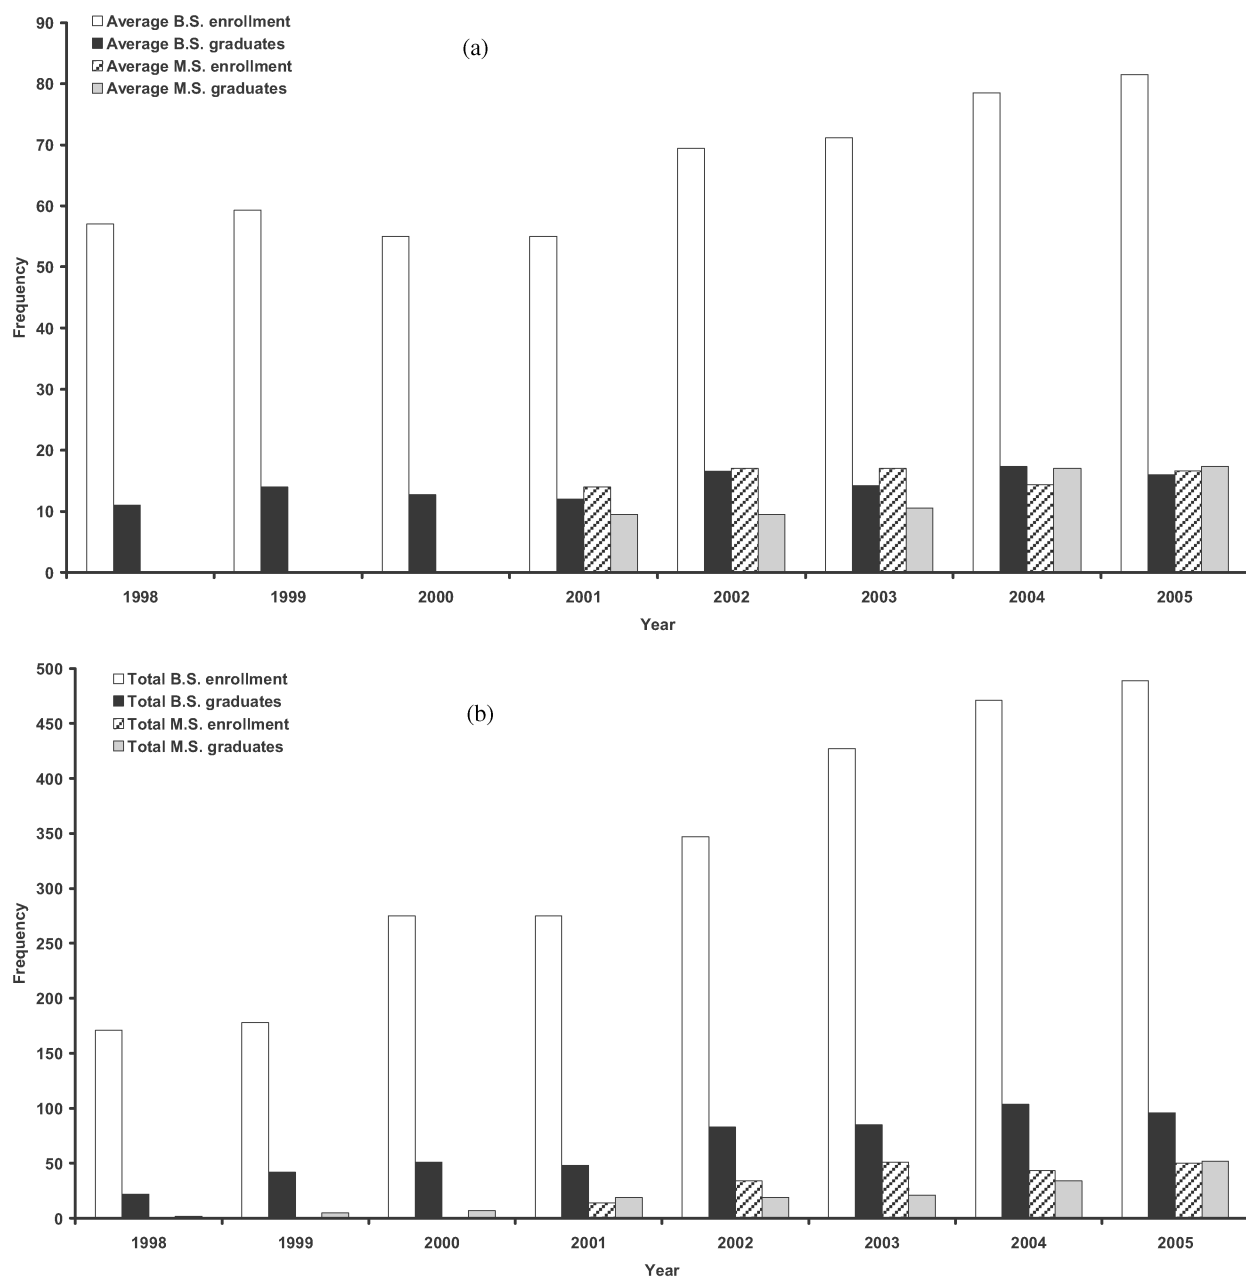 90
80
70
60
50
40
30
20
10
0
Frequency
Average B.S. enrollment
Average B.S. graduates
Average M.S. enrollment
Average M.S. graduates
(a)
1998 1999 2000 2001 2002 2003 2004 2005
Year
500
450
400
350
300
250
200
150
100
50
0
Frequency
Total B.S. enrollment
Total B.S. graduates
Total M.S. enrollment
Total M.S. graduates
(b)
1998 1999 2000 2001 2002 2003 2004 2005
Year